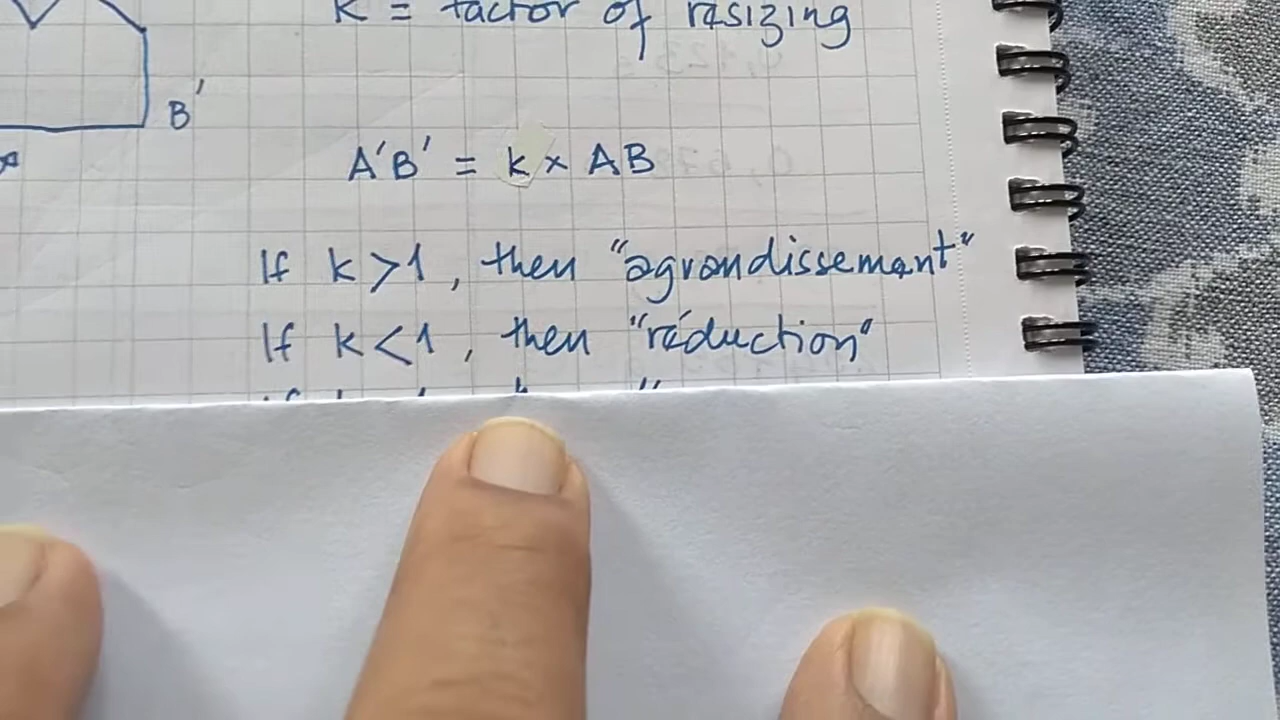 k = factor of resizing
B'
A'B' = k × AB
If k > 1, then "agrandissement"
If k < 1, then "réduction"